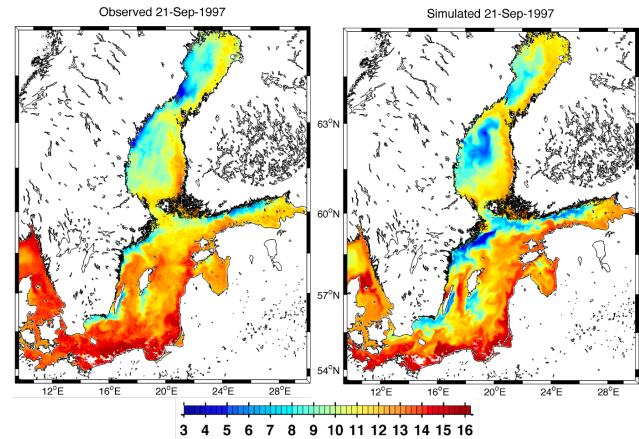 Observed 21-Sep-1997
Simulated 21-Sep-1997
63°N
60°N
57°N
54°N
12°E 16°E 20°E 24°E 28°E
12°E 16°E 20°E 24°E 28°E
3 4 5 6 7 8 9 10 11 12 13 14 15 16